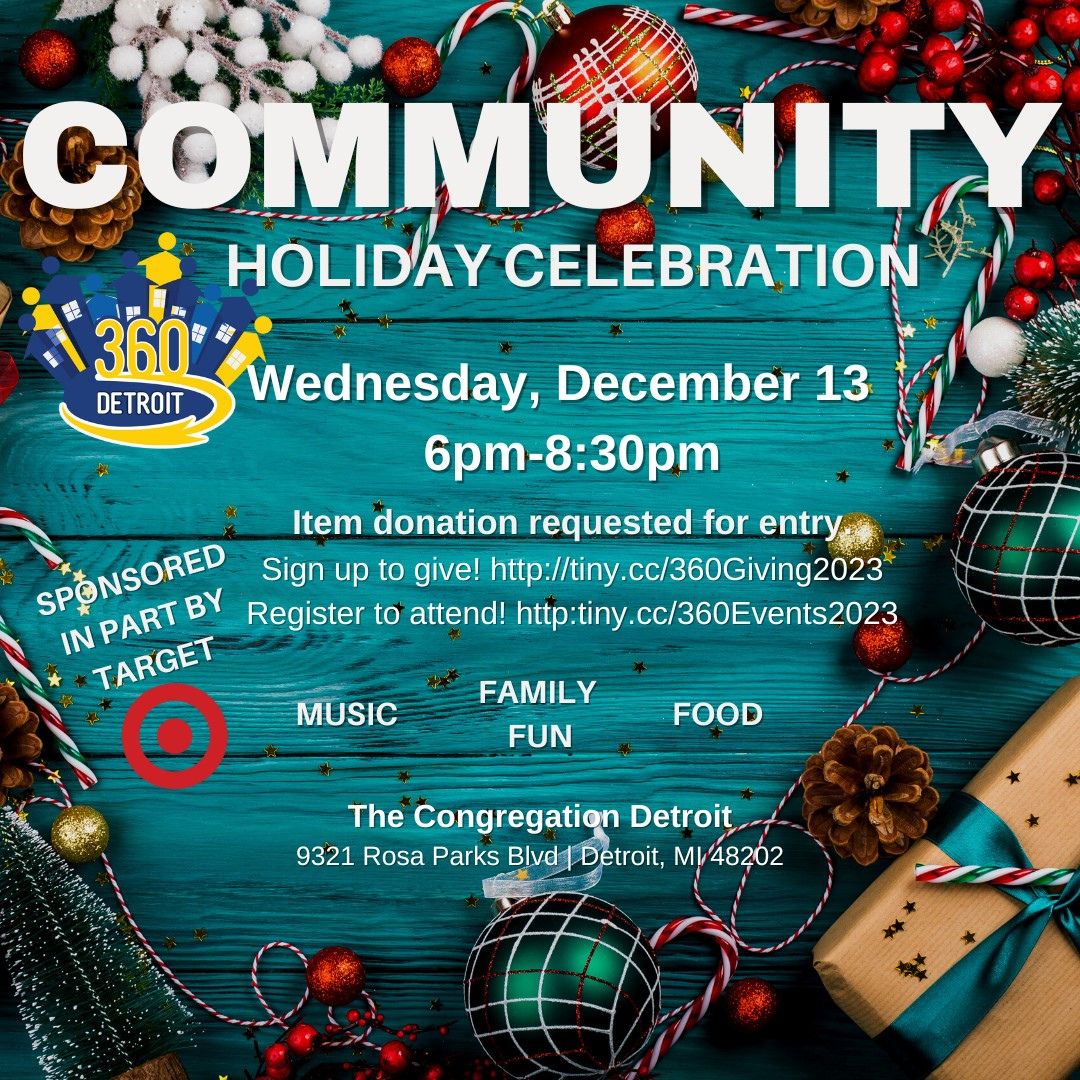 COMMUNITY
HOLIDAY CELEBRATION
360
DETROIT
Wednesday, December 13
6pm-8:30pm
Item donation requested for entry.
Sign up to give! http://tiny.cc/360Giving2023
Register to attend! http:tiny.cc/360Events2023
SPONSORED
IN PART BY
TARGET
MUSIC
FAMILY
FUN
FOOD
The Congregation Detroit
9321 Rosa Parks Blvd | Detroit, MI 48202